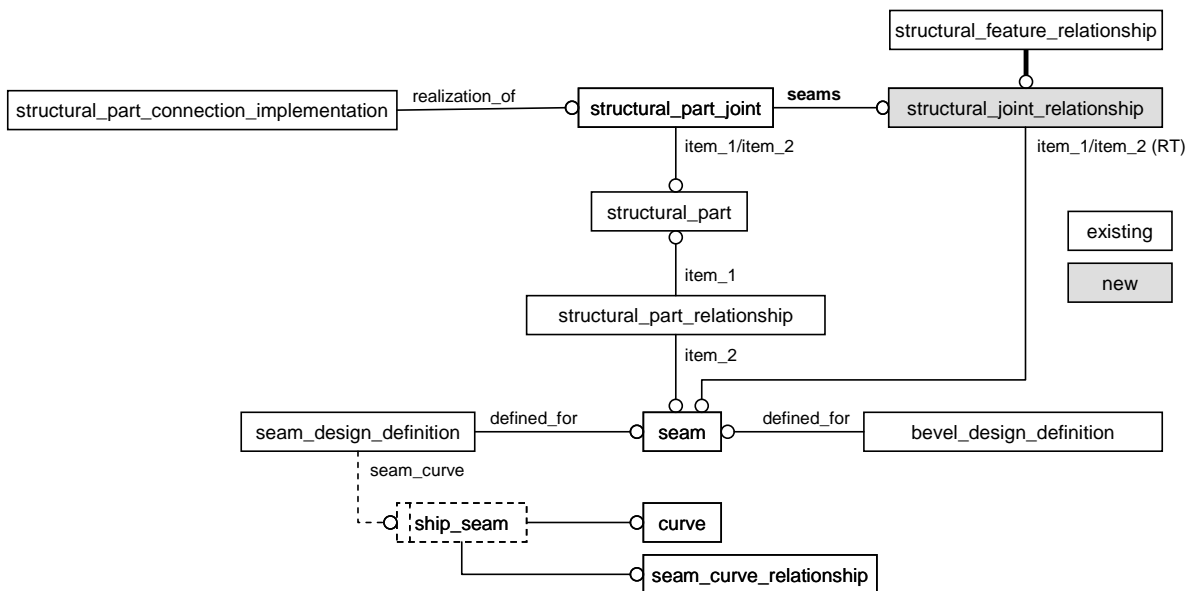 structural_feature_relationship
structural_part_connection_implementation
realization_of
structural_part_joint
seams
structural_joint_relationship
item_1/item_2
item_1/item_2 (RT)
structural_part
existing
item_1
new
structural_part_relationship
item_2
seam_design_definition
defined_for
seam
defined_for
bevel_design_definition
seam_curve
ship_seam
curve
seam_curve_relationship